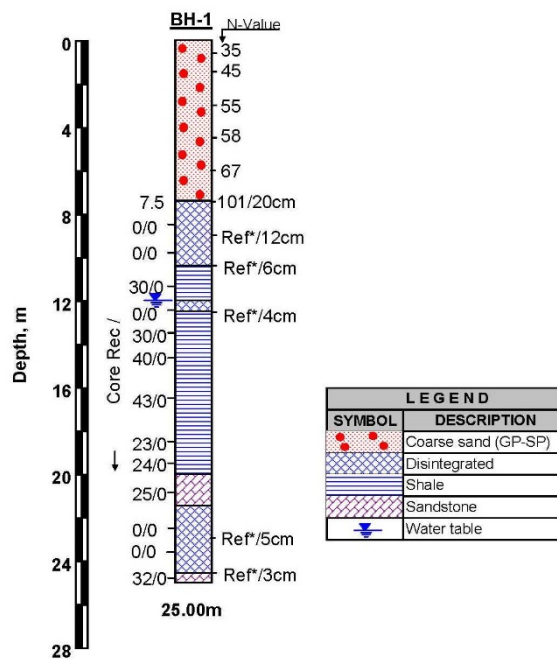 BH-1
N-Value
0
35
45
55
4
58
67
7.5
101/20cm
8
0/0
Ref*/12cm
0/0
Ref*/6cm
30/0
12
0/0
Ref*/4cm
30/0
40/0
16
43/0
23/0
24/0
20
25/0
0/0
Ref*/5cm
0/0
24
32/0
Ref*/3cm
25.00m
28
Depth, m
Core Rec /
LEGEND
SYMBOL DESCRIPTION
Coarse sand (GP-SP)
Disintegrated
Shale
Sandstone
Water table